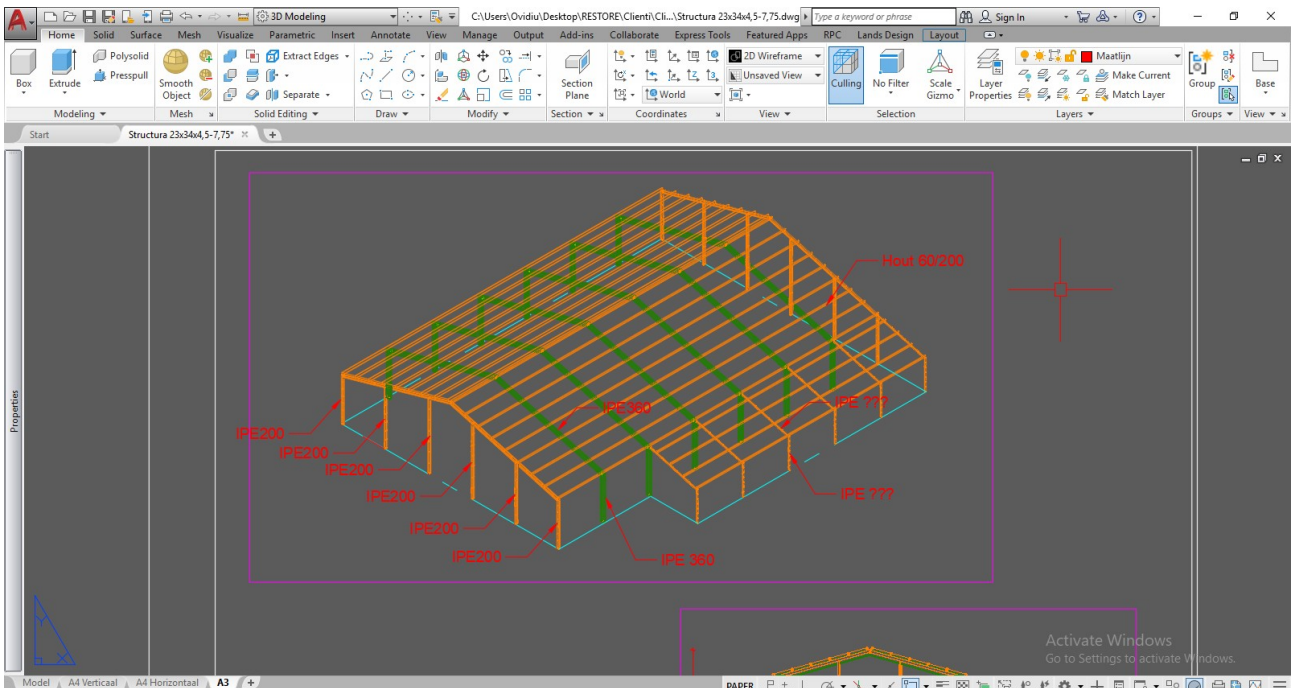 3D Modeling
C:\Users\Ovidiu\Desktop\RESTORE\Clienti\Cli...\Structura 23x34x4,5-7,75.dwg
Type a keyword or phrase
Sign In
Home Solid Surface Mesh Visualize Parametric Insert Annotate View Manage Output Add-ins Collaborate Express Tools Featured Apps RPC Lands Design Layout
Box
Extrude
Polysolid
Presspull
Smooth
Object
Extract Edges
Separate
Section
Plane
World
2D Wireframe
Unsaved View
Culling
No Filter
Scale
Gizmo
Layer
Properties
Maatlijn
Make Current
Match Layer
Group
Base
Modeling Mesh Solid Editing Draw Modify Section Coordinates View Selection Layers Groups View
Start
Structura 23x34x4,5-7,75*
Properties
Hout 60/200
IPE360
IPE ???
IPE200
IPE200
IPE200
IPE200
IPE ???
IPE200
IPE200
IPE 360
Y
X
Activate Windows
Go to Settings to activate Windows.
Model A4 Verticaal A4 Horizontaal A3
PAPER